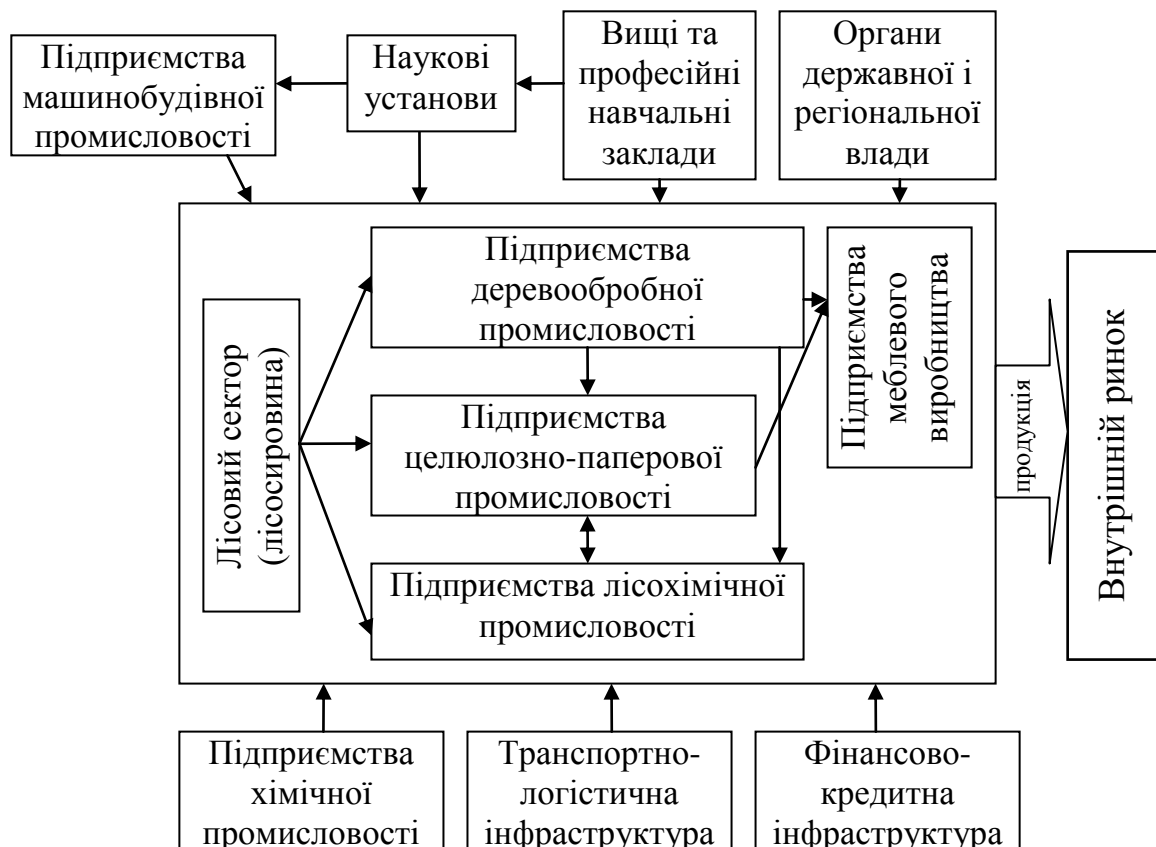 Підприємства
машинобудівної
промисловості
Наукові
установи
Вищі та
професійні
навчальні
заклади
Органи
державної і
регіональної
влади
Лісовий сектор
(лісосировина)
Підприємства
деревообробної
промисловості
Підприємства
целюлозно-паперової
промисловості
Підприємства лісохімічної
промисловості
Підприємства
меблевого
виробництва
продукція
Внутрішній ринок
Підприємства
хімічної
промисловості
Транспортно-
логістична
інфраструктура
Фінансово-
кредитна
інфраструктура